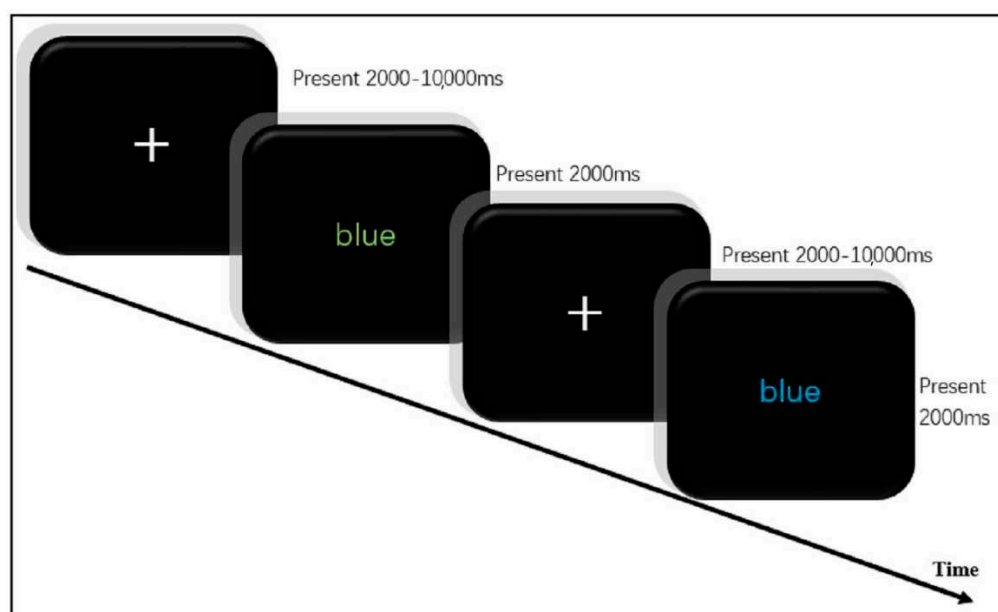 Present 2000-10,000ms
blue
Present 2000ms
Present 2000-10,000ms
blue
Present
2000ms
Time